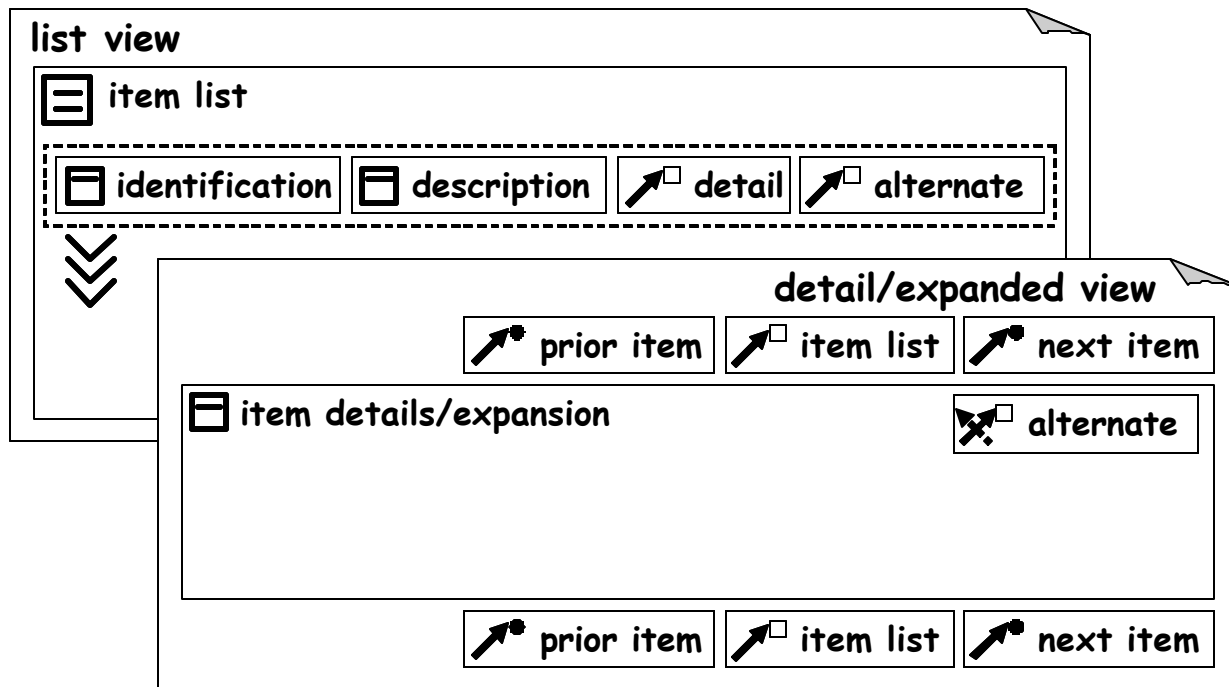 list view
item list
identification description detail alternate
detail/expanded view
prior item item list next item
item details/expansion alternate
prior item item list next item